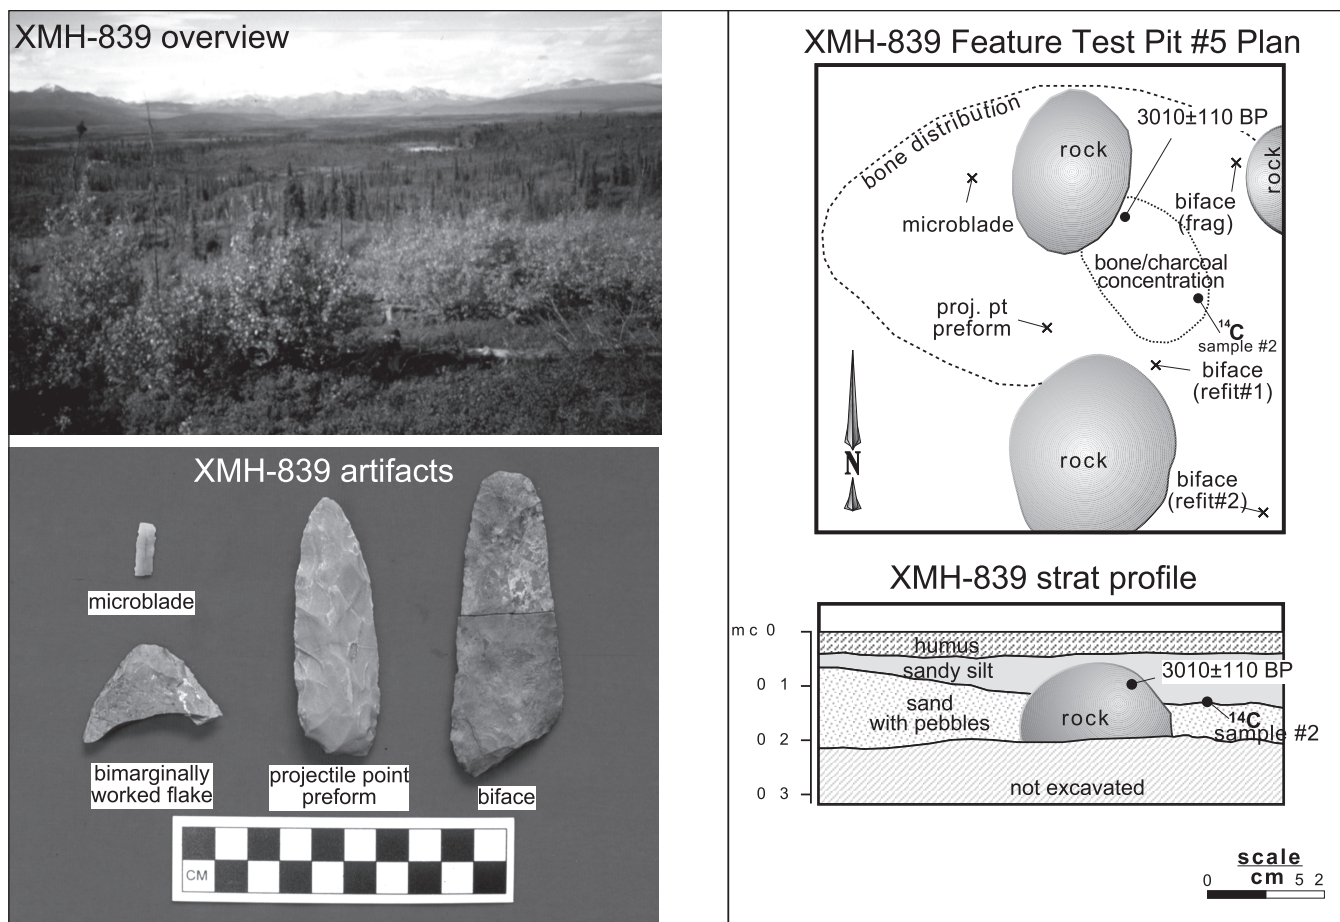 XMH-839 overview
XMH-839 artifacts
microblade
bimarginally
worked flake
projectile point
preform
biface
CM
XMH-839 Feature Test Pit #5 Plan
bone distribution
rock
3010±110 BP
rock
microblade
biface
(frag)
bone/charcoal
concentration
proj. pt
preform
14C
sample #2
biface
(refit#1)
N
rock
biface
(refit#2)
XMH-839 strat profile
m c 0
humus
sandy silt
3010±110 BP
0 1
sand
with pebbles
rock
14C
sample #2
0 2
not excavated
0 3
scale
cm
0 5 2